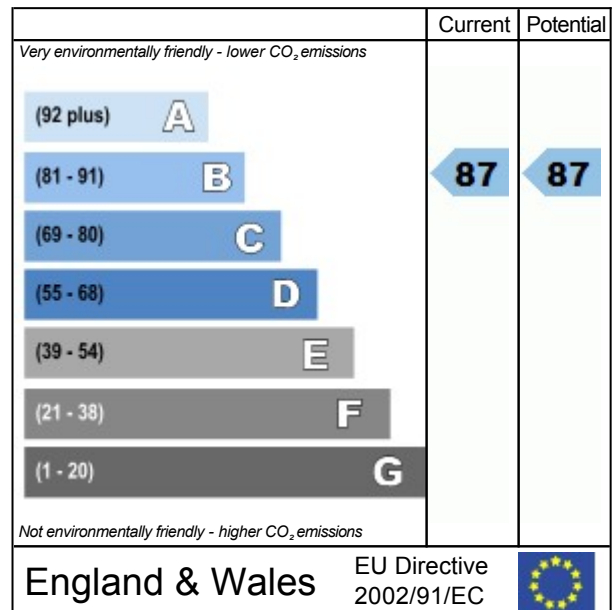 Current Potential
Very environmentally friendly - lower CO₂ emissions
(92 plus) A
(81 - 91) B 87 87
(69 - 80) C
(55 - 68) D
(39 - 54) E
(21 - 38) F
(1 - 20) G
Not environmentally friendly - higher CO₂ emissions
England & Wales
EU Directive
2002/91/EC